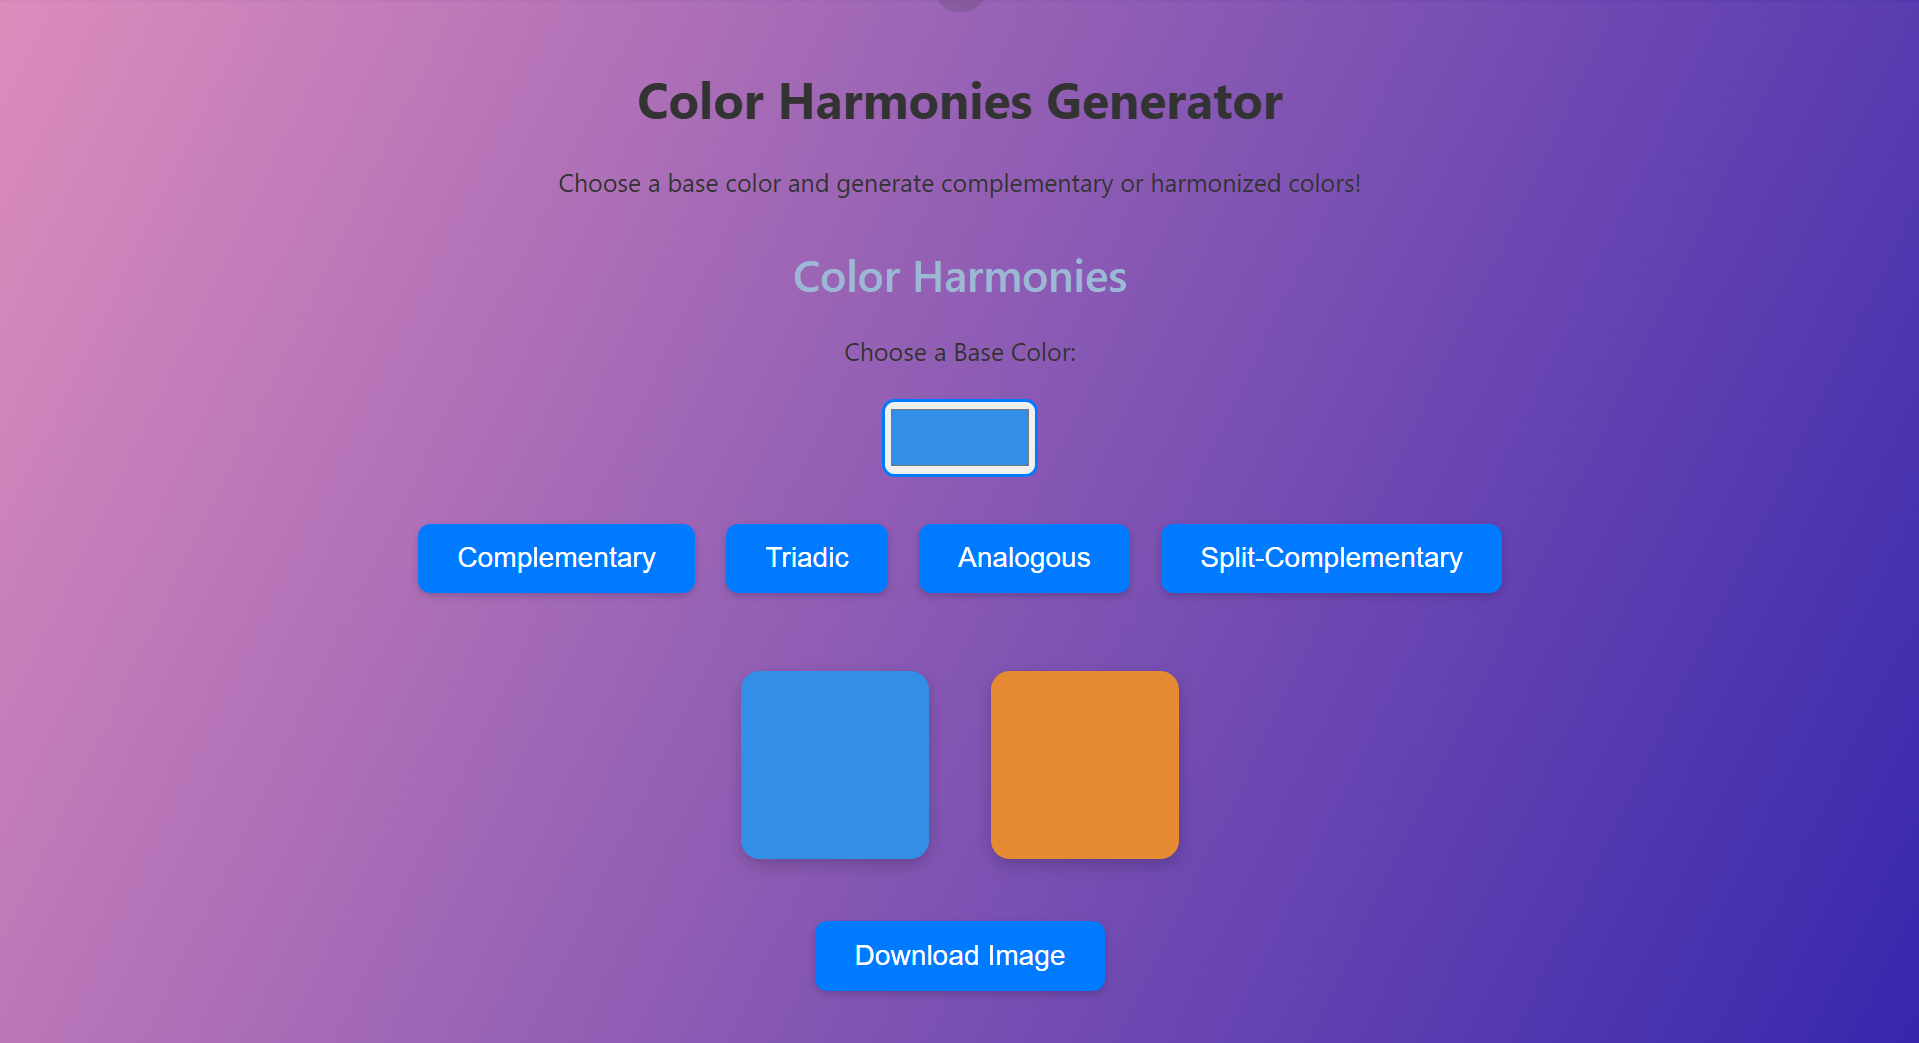 Color Harmonies Generator
Choose a base color and generate complementary or harmonized colors!
Color Harmonies
Choose a Base Color:
Complementary Triadic Analogous Split-Complementary
Download Image